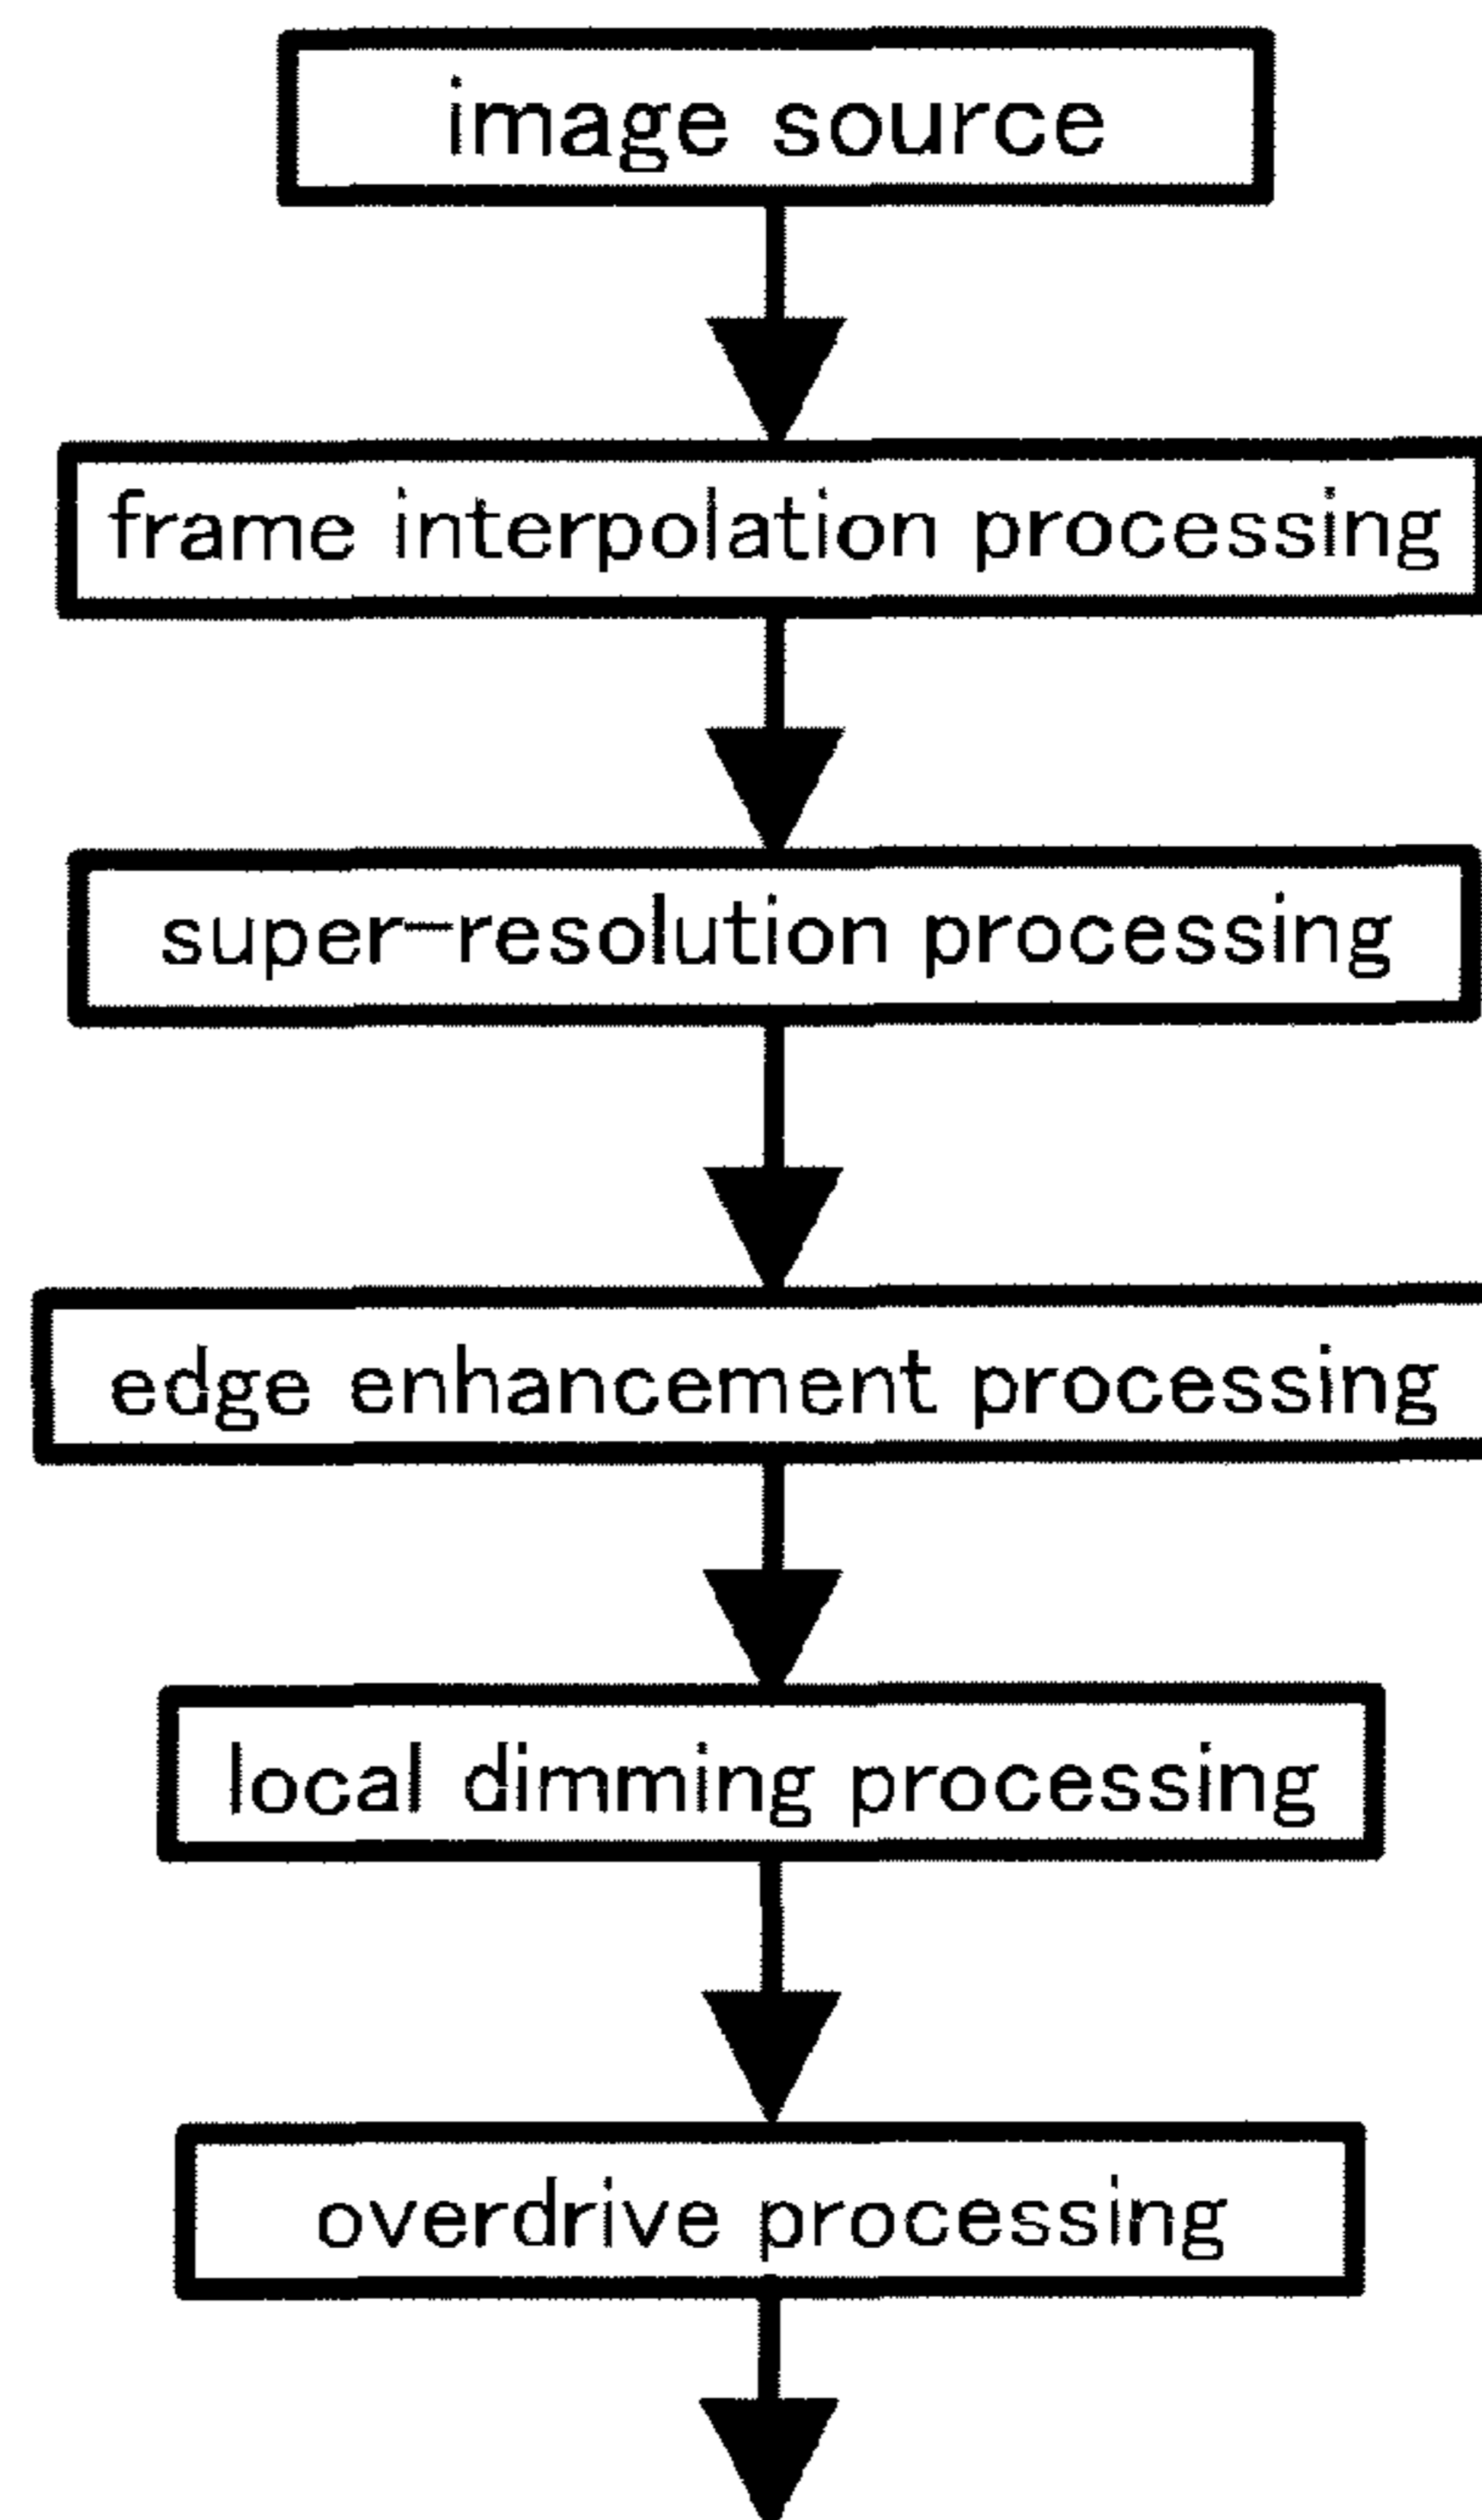 image source
frame interpolation processing
super-resolution processing
edge enhancement processing
local dimming processing
overdrive processing